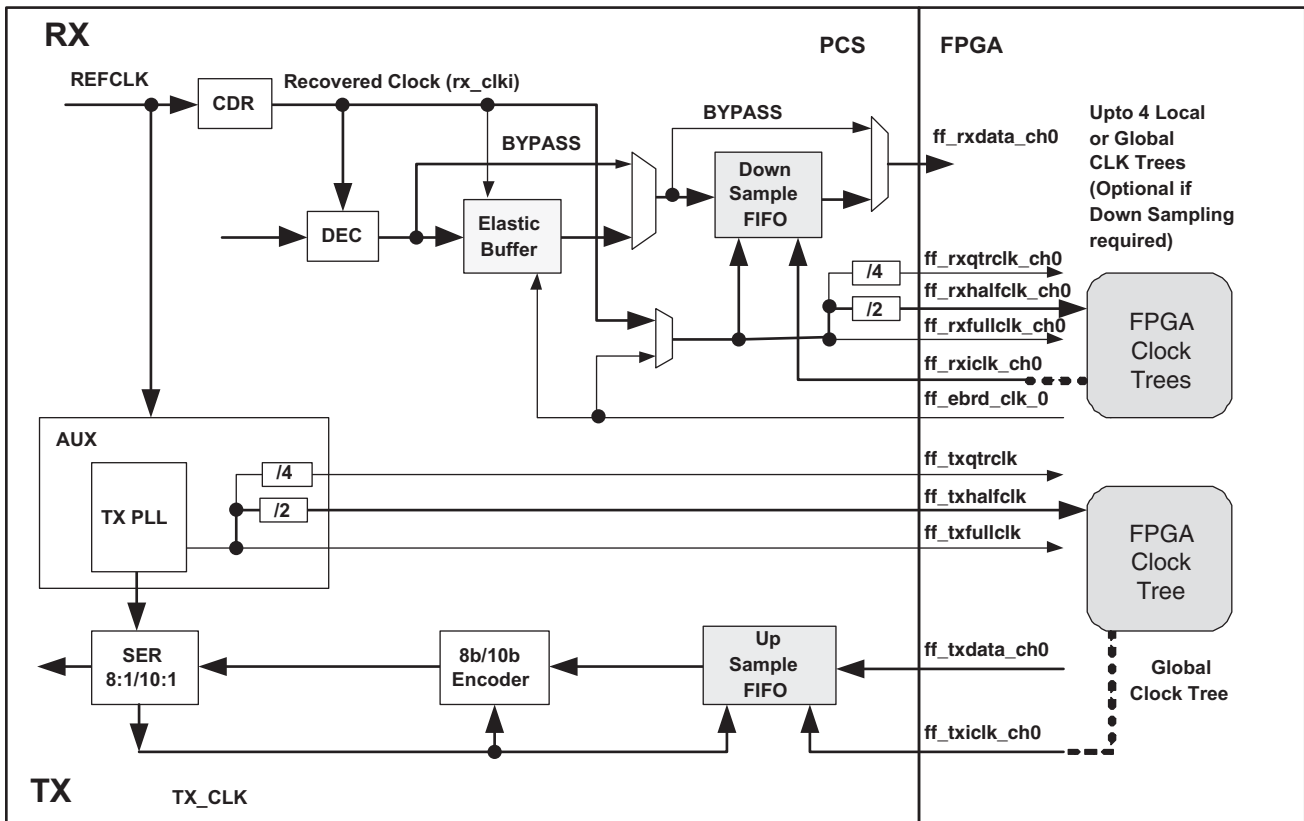 RX
PCS
FPGA
REFCLK
CDR
Recovered Clock (rx_clki)
BYPASS
BYPASS
ff_rxdata_ch0
Upto 4 Local
or Global
CLK Trees
(Optional if
Down Sampling
required)
DEC
Elastic
Buffer
Down
Sample
FIFO
/4
ff_rxqtrclk_ch0
/2
ff_rxhalfclk_ch0
ff_rxfullclk_ch0
ff_rxiclk_ch0
ff_ebrd_clk_0
FPGA
Clock
Trees
AUX
TX PLL
/4
/2
ff_txqtrclk
ff_txhalfclk
ff_txfullclk
FPGA
Clock
Tree
SER
8:1/10:1
8b/10b
Encoder
Up
Sample
FIFO
ff_txdata_ch0
Global
Clock Tree
ff_txiclk_ch0
TX
TX_CLK